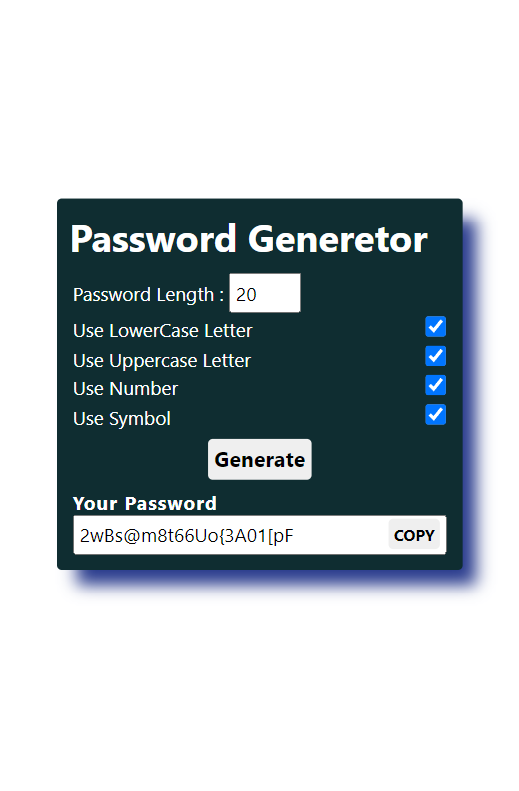 Password Generetor
Password Length : 20
Use LowerCase Letter
Use Uppercase Letter
Use Number
Use Symbol
Generate
Your Password
2wBs@m8t66Uo{3A01[pF COPY